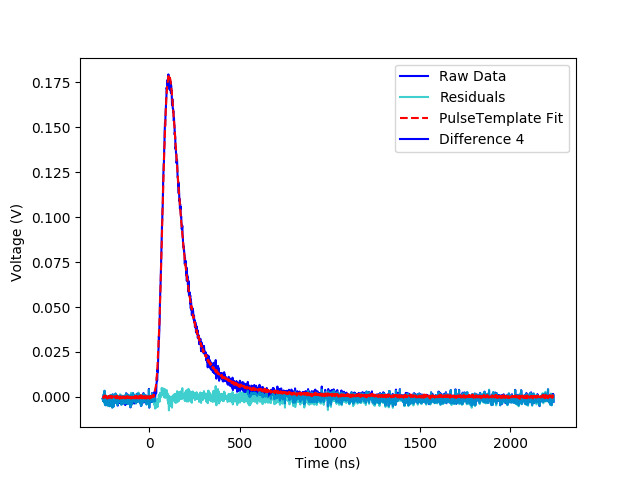 0.175
0.150
0.125
0.100
0.075
0.050
0.025
0.000
Voltage (V)
0
500
1000
1500
2000
Time (ns)
Raw Data
Residuals
PulseTemplate Fit
Difference 4